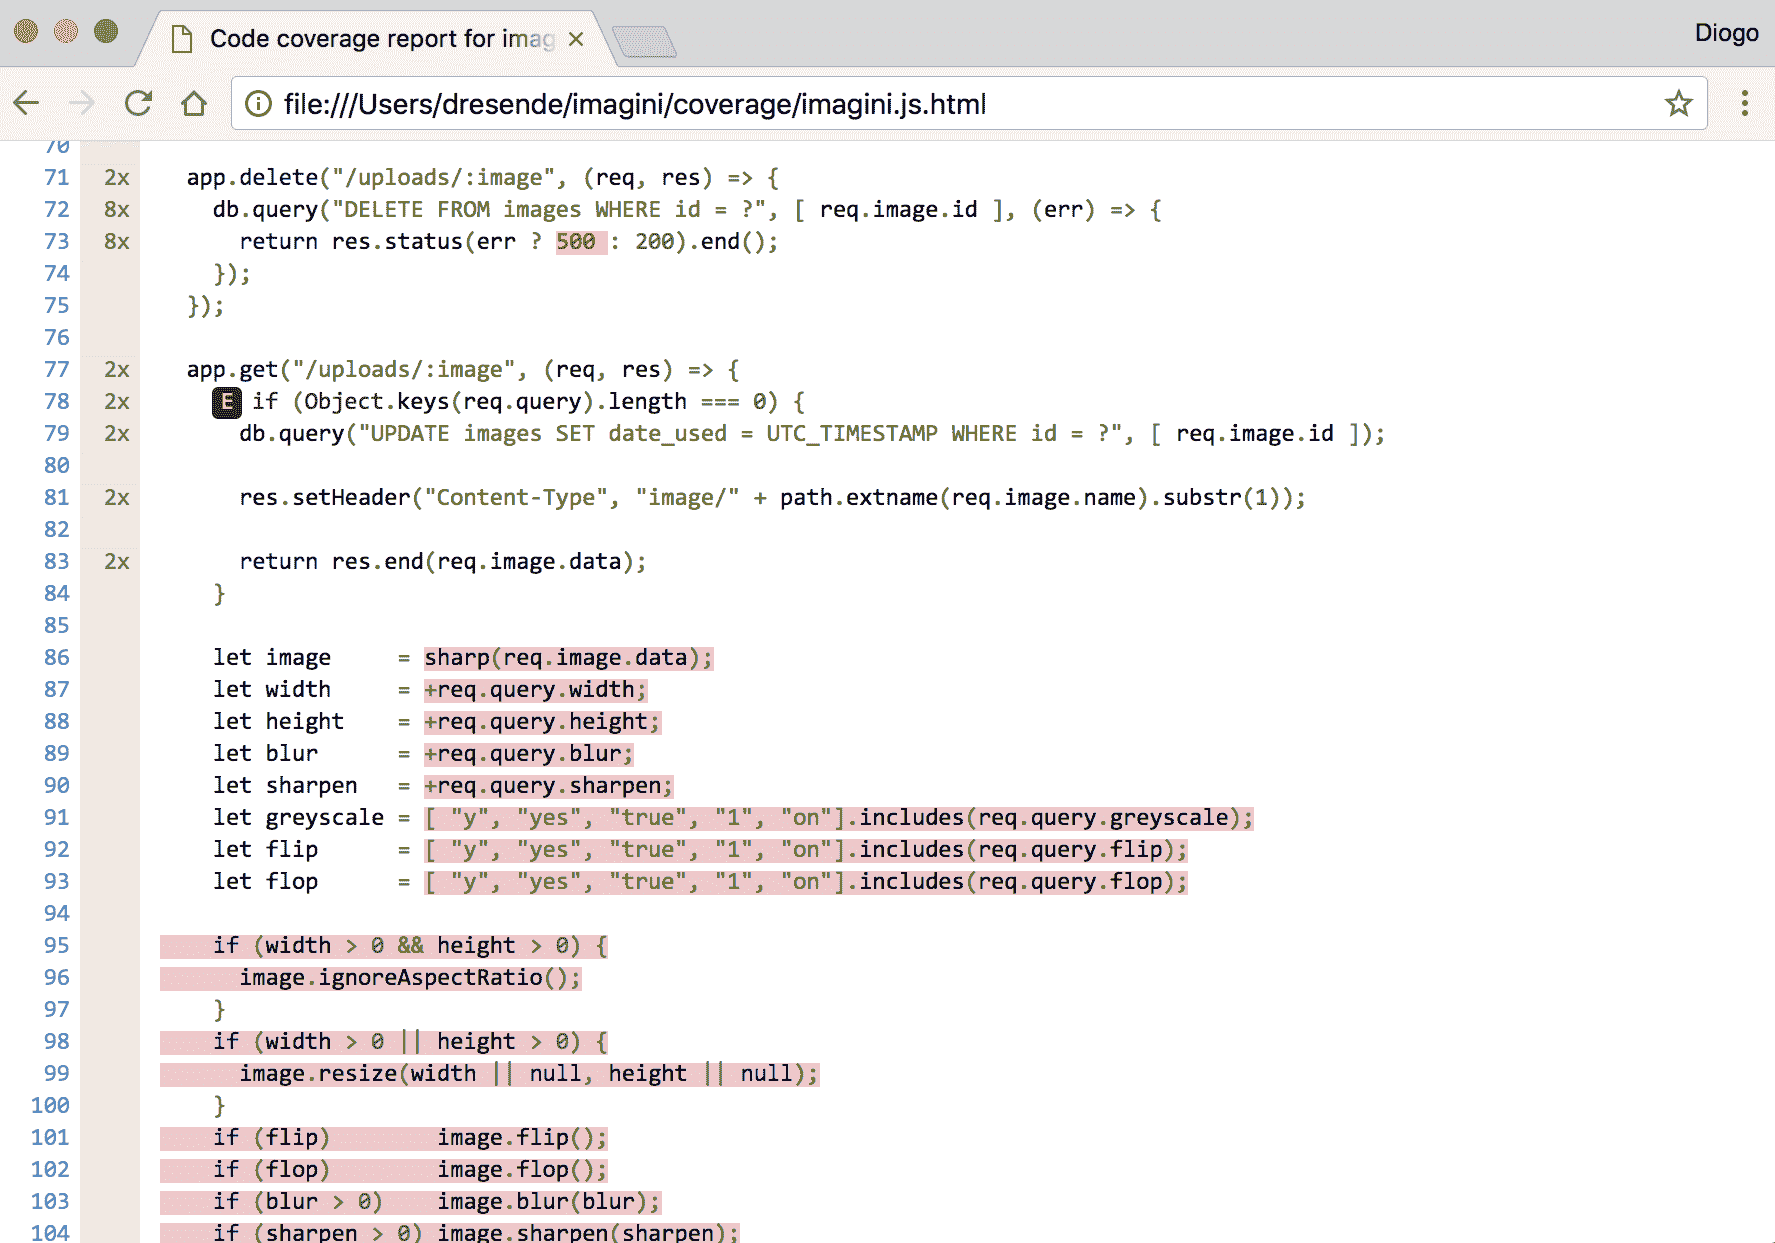 Code coverage report for imag
Diogo
file:///Users/dresende/imagini/coverage/imagini.js.html
70
71 2x app.delete("/uploads/:image", (req, res) => {
72 8x db.query("DELETE FROM images WHERE id = ?", [ req.image.id ], (err) => {
73 8x return res.status(err ? 500 : 200).end();
74 });
75 });
76
77 2x app.get("/uploads/:image", (req, res) => {
78 2x E if (Object.keys(req.query).length === 0) {
79 2x db.query("UPDATE images SET date_used = UTC_TIMESTAMP WHERE id = ?", [ req.image.id ]);
80
81 2x res.setHeader("Content-Type", "image/" + path.extname(req.image.name).substr(1));
82
83 2x return res.end(req.image.data);
84 }
85
86 let image = sharp(req.image.data);
87 let width = +req.query.width;
88 let height = +req.query.height;
89 let blur = +req.query.blur;
90 let sharpen = +req.query.sharpen;
91 let greyscale = [ "y", "yes", "true", "1", "on"].includes(req.query.greyscale);
92 let flip = [ "y", "yes", "true", "1", "on"].includes(req.query.flip);
93 let flop = [ "y", "yes", "true", "1", "on"].includes(req.query.flop);
94
95 if (width > 0 && height > 0) {
96 image.ignoreAspectRatio();
97 }
98 if (width > 0 || height > 0) {
99 image.resize(width || null, height || null);
100 }
101 if (flip) image.flip();
102 if (flop) image.flop();
103 if (blur > 0) image.blur(blur);
104 if (sharpen > 0) image.sharpen(sharpen);